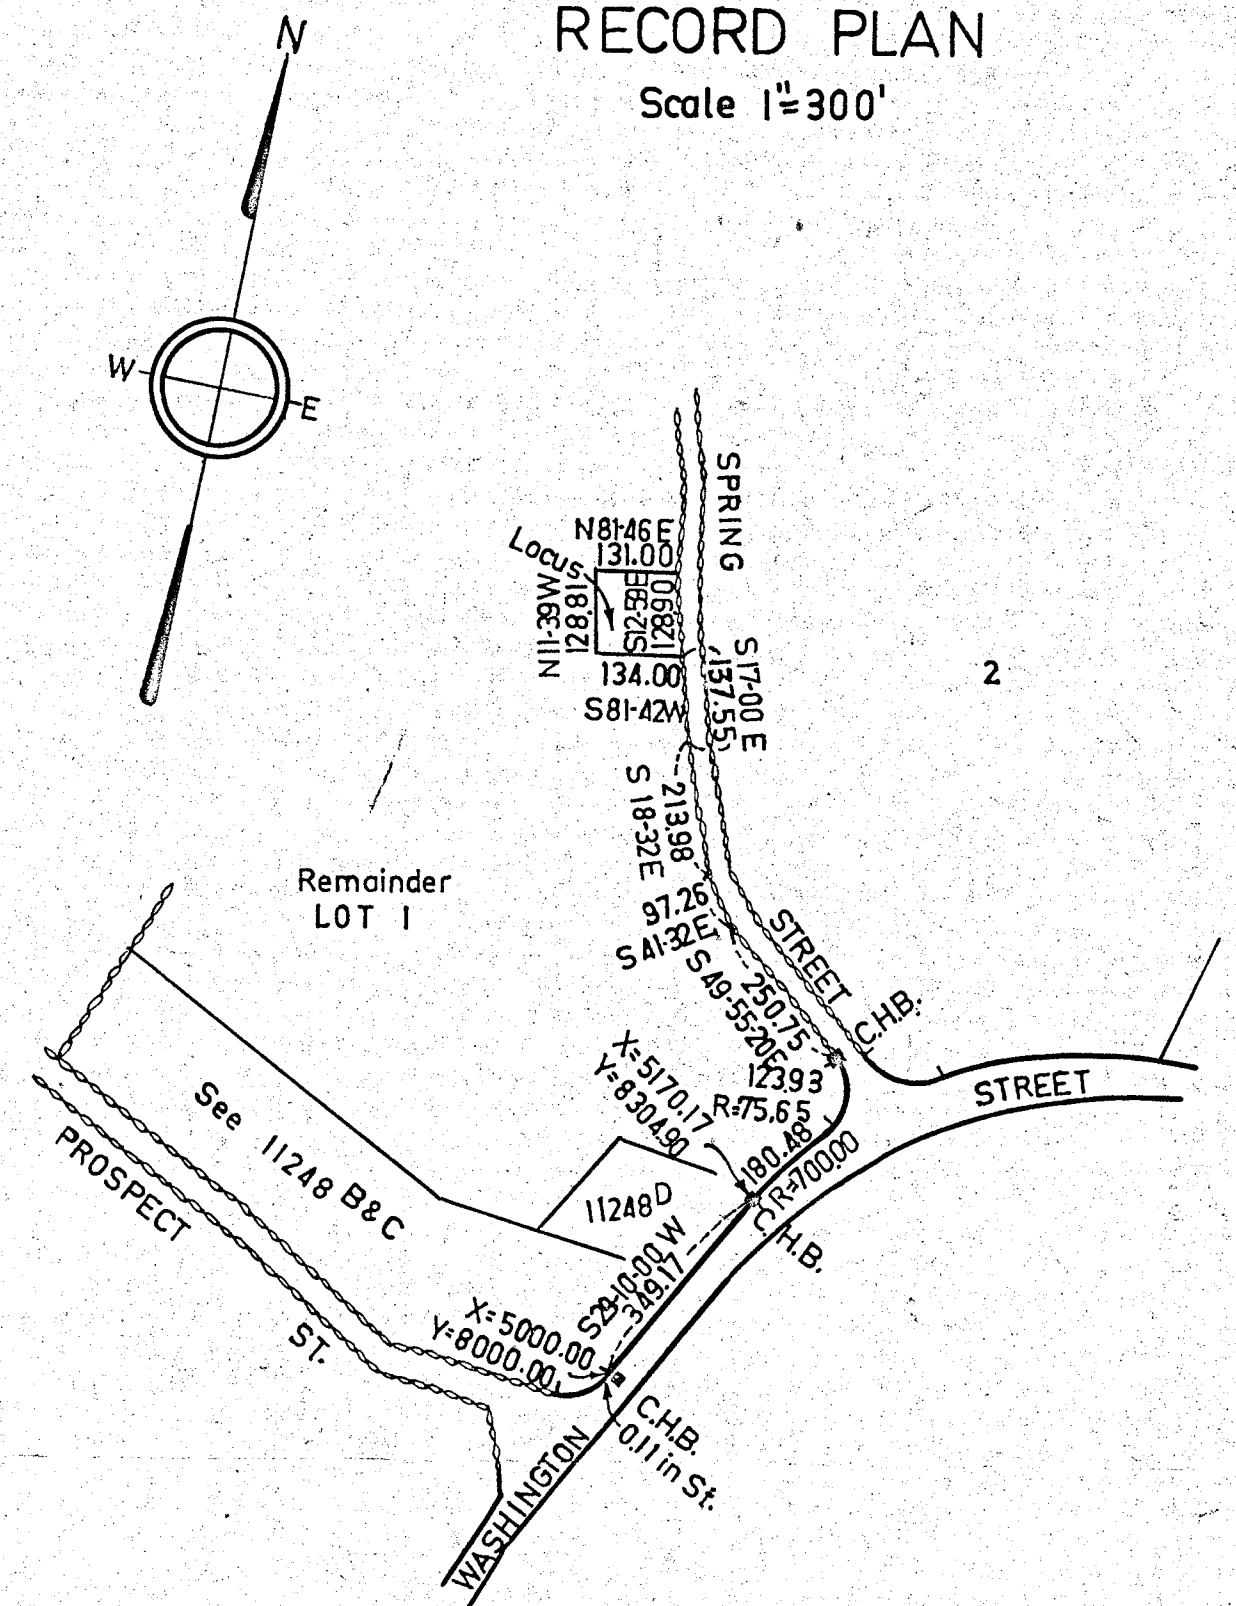 RECORD PLAN
Scale 1"=300'
N
W
E
SPRING
N81-46E
131.00
Locus
N11-39W
128.81
S12-59E
128.90
134.00
S81-42W
S17-00E
137.55
2
213.98
S 18-32E
97.26
S 41-32E
250.75
S 49-55-20E
STREET
C.H.B.
Remainder
LOT 1
X=5170.17
Y=8304.90
123.93
R=75.65
180.48
R=700.00
STREET
See 11248 B&C
PROSPECT
ST.
11248D
C.H.B.
S29-10-00 W
349.17
X=5000.00
Y=8000.00
C.H.B.
0.11 in St.
WASHINGTON